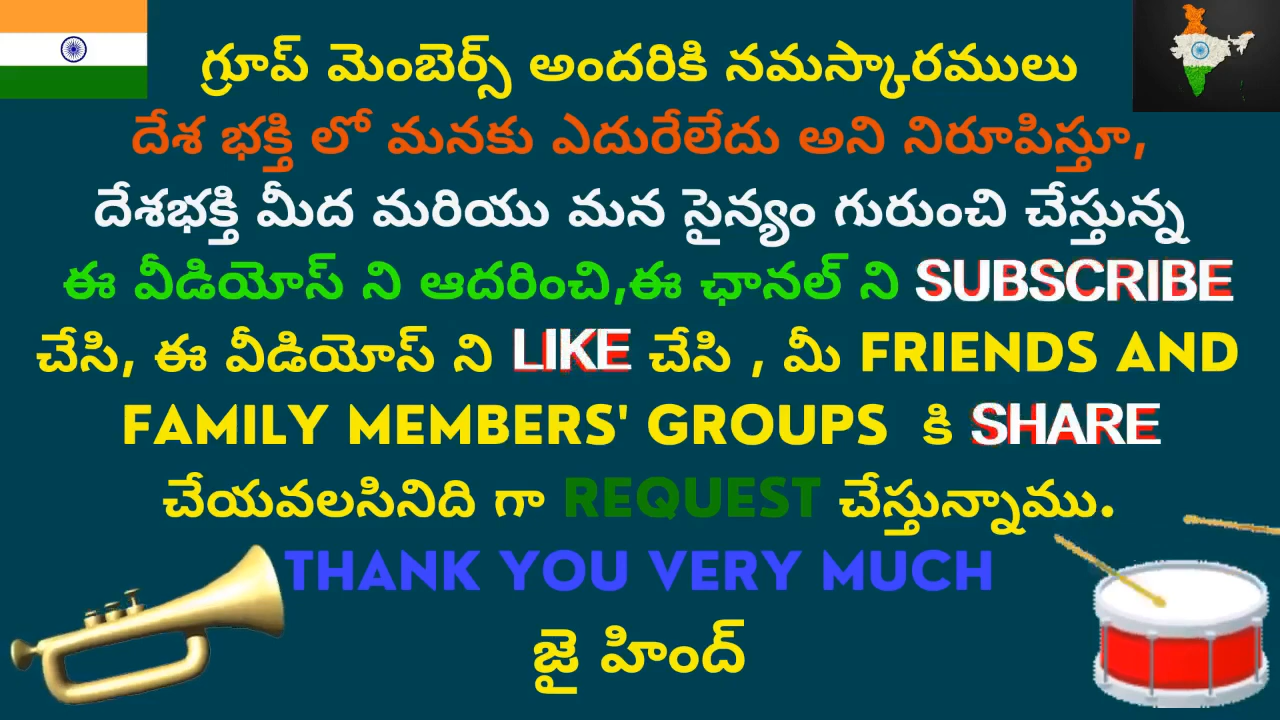 గ్రూప్ మెంబెర్స్ అందరికి నమస్కారములు
దేశ భక్తి లో మనకు ఎదురేలేదు అని నిరూపిస్తూ,
దేశభక్తి మీద మరియు మన సైన్యం గురుంచి చేస్తున్న
ఈ వీడియోస్ ని ఆదరించి,ఈ ఛానల్ ని SUBSCRIBE
చేసి, ఈ వీడియోస్ ని LIKE చేసి , మీ FRIENDS AND
FAMILY MEMBERS' GROUPS కి SHARE
చేయవలసినిది గా REQUEST చేస్తున్నాము.
THANK YOU VERY MUCH
జై హింద్